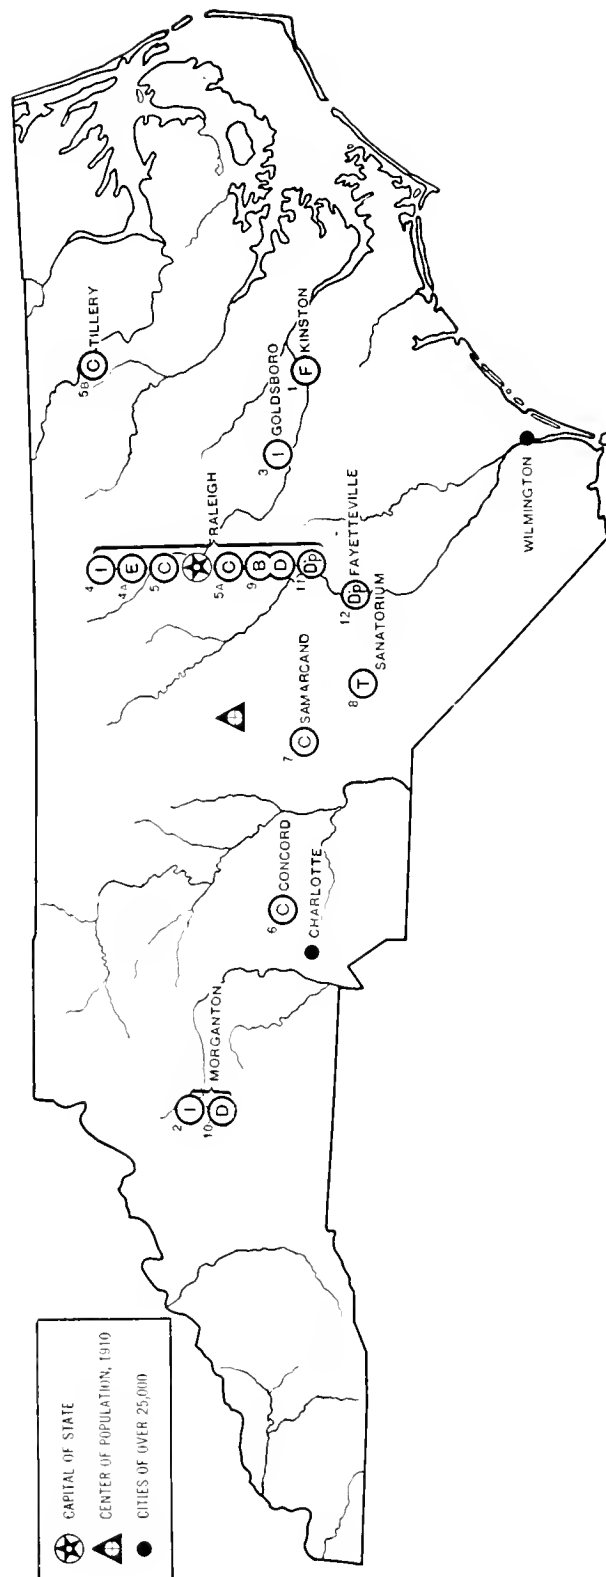 CAPITAL OF STATE
CENTER OF POPULATION, 1910
CITIES OF OVER 25,000
2 I
10 D
MORGANTON
6 C CONCORD
CHARLOTTE
7 C SAMARCAND
8 T
SANATORIUM
4 I
4A E
5 C
5A C
9 B
D
11 Dp
RALEIGH
12 Dp FAYETTEVILLE
3 I GOLDSBORO
1 F KINSTON
5B C TILLERY
WILMINGTON